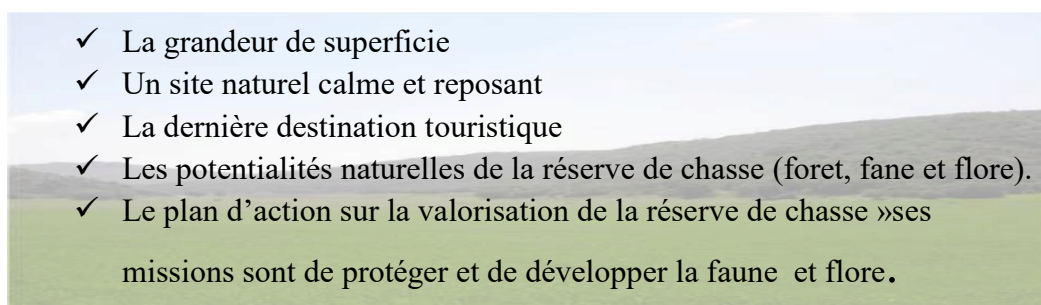 ✓ La grandeur de superficie
✓ Un site naturel calme et reposant
✓ La dernière destination touristique
✓ Les potentialités naturelles de la réserve de chasse (foret, fane et flore).
✓ Le plan d’action sur la valorisation de la réserve de chasse »ses
missions sont de protéger et de développer la faune et flore.